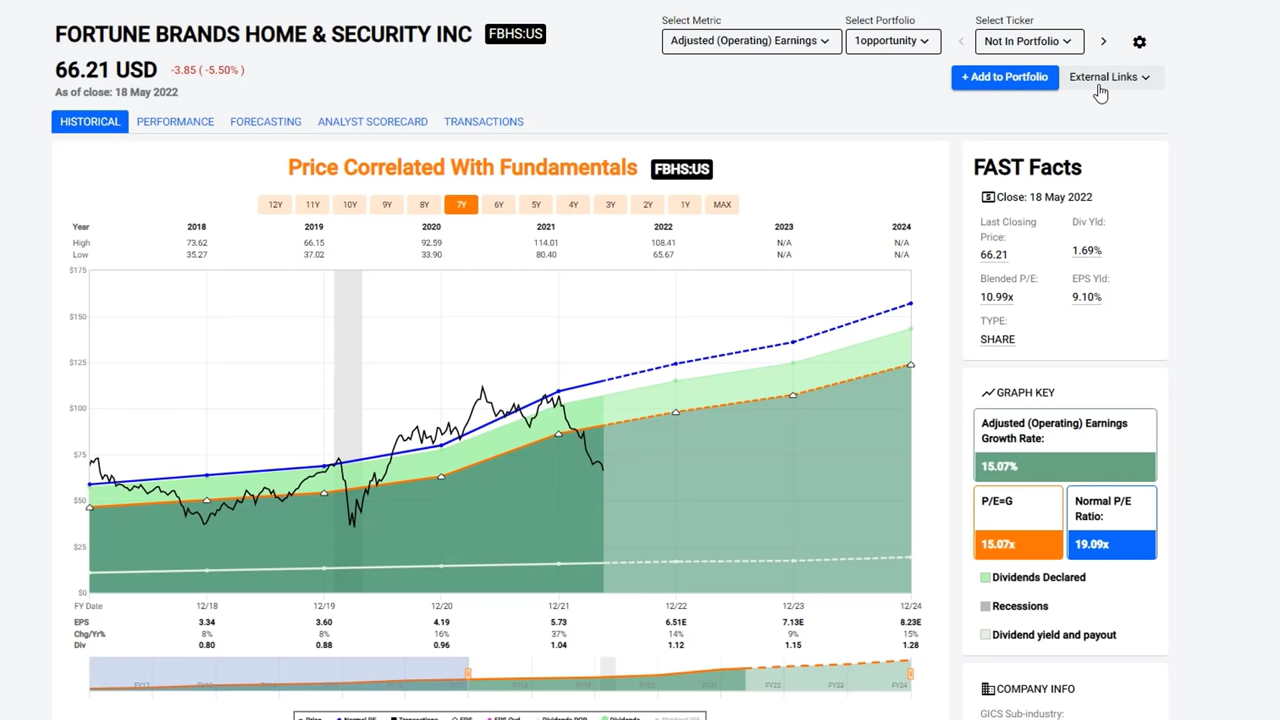 FORTUNE BRANDS HOME & SECURITY INC FBHS:US
66.21 USD -3.85 ( -5.50% )
As of close: 18 May 2022
Select Metric
Adjusted (Operating) Earnings
Select Portfolio
1opportunity
Select Ticker
Not In Portfolio
+ Add to Portfolio
External Links
HISTORICAL PERFORMANCE FORECASTING ANALYST SCORECARD TRANSACTIONS
Price Correlated With Fundamentals FBHS:US
12Y 11Y 10Y 9Y 8Y 7Y 6Y 5Y 4Y 3Y 2Y 1Y MAX
Year 2018 2019 2020 2021 2022 2023 2024
High 73.62 66.15 92.59 114.01 108.41 N/A N/A
Low 35.27 37.02 33.90 80.40 65.67 N/A N/A
$175
$150
$125
$100
$75
$50
$25
$0
FY Date 12/18 12/19 12/20 12/21 12/22 12/23 12/24
EPS 3.34 3.60 4.19 5.73 6.51E 7.13E 8.23E
Chg/Yr% 8% 8% 16% 37% 14% 9% 15%
Div 0.80 0.88 0.96 1.04 1.12 1.15 1.28
FY22 FY23 FY24
FAST Facts
Close: 18 May 2022
Last Closing Price:
66.21
Div Yld:
1.69%
Blended P/E:
10.99x
EPS Yld:
9.10%
TYPE:
SHARE
GRAPH KEY
Adjusted (Operating) Earnings
Growth Rate:
15.07%
P/E=G
15.07x
Normal P/E
Ratio:
19.09x
Dividends Declared
Recessions
Dividend yield and payout
COMPANY INFO
GICS Sub-industry: